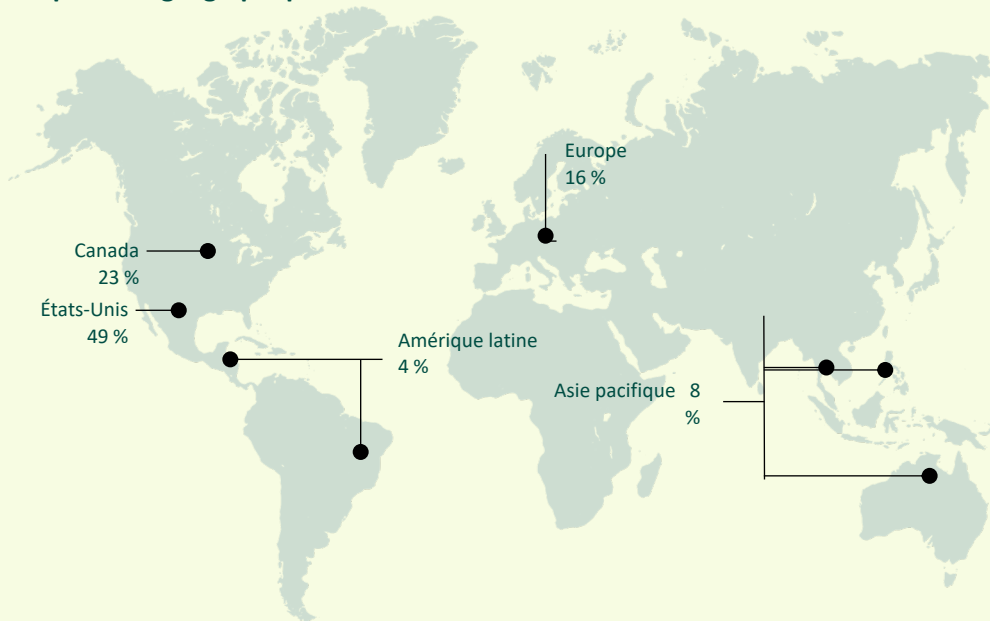 Europe
16 %
Canada
23 %
États-Unis
49 %
Amérique latine
4 %
Asie pacifique 8
%